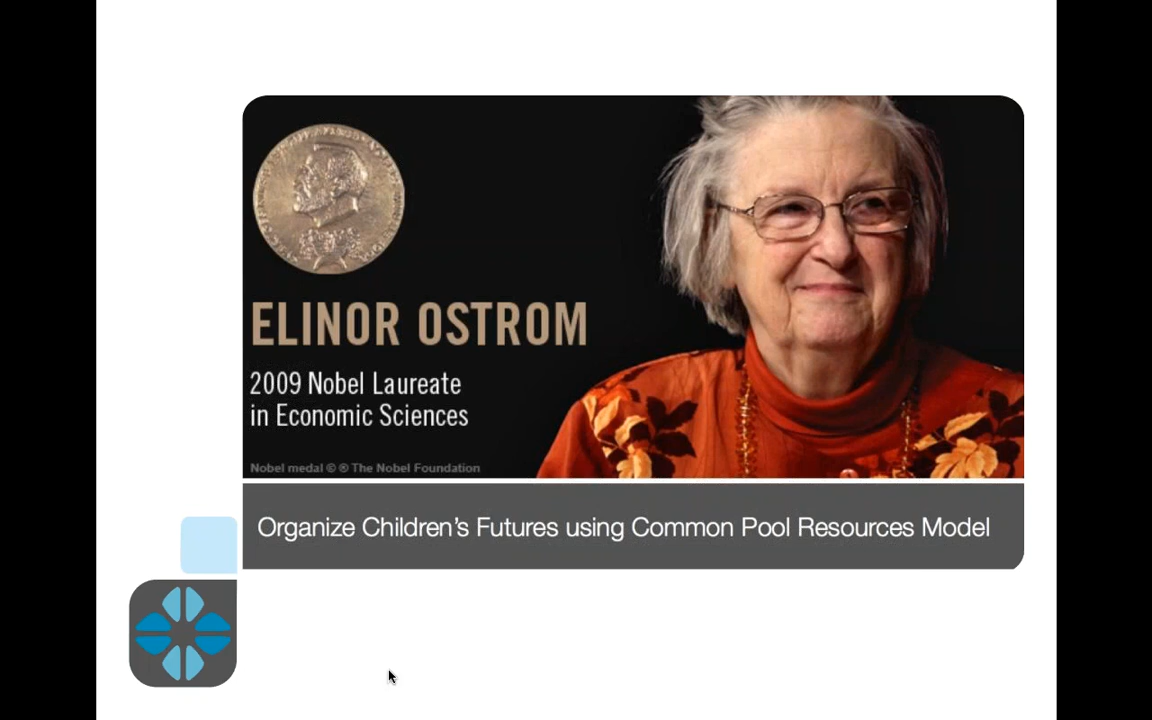 ELINOR OSTROM
2009 Nobel Laureate
in Economic Sciences
Nobel medal © ® The Nobel Foundation
Organize Children's Futures using Common Pool Resources Model